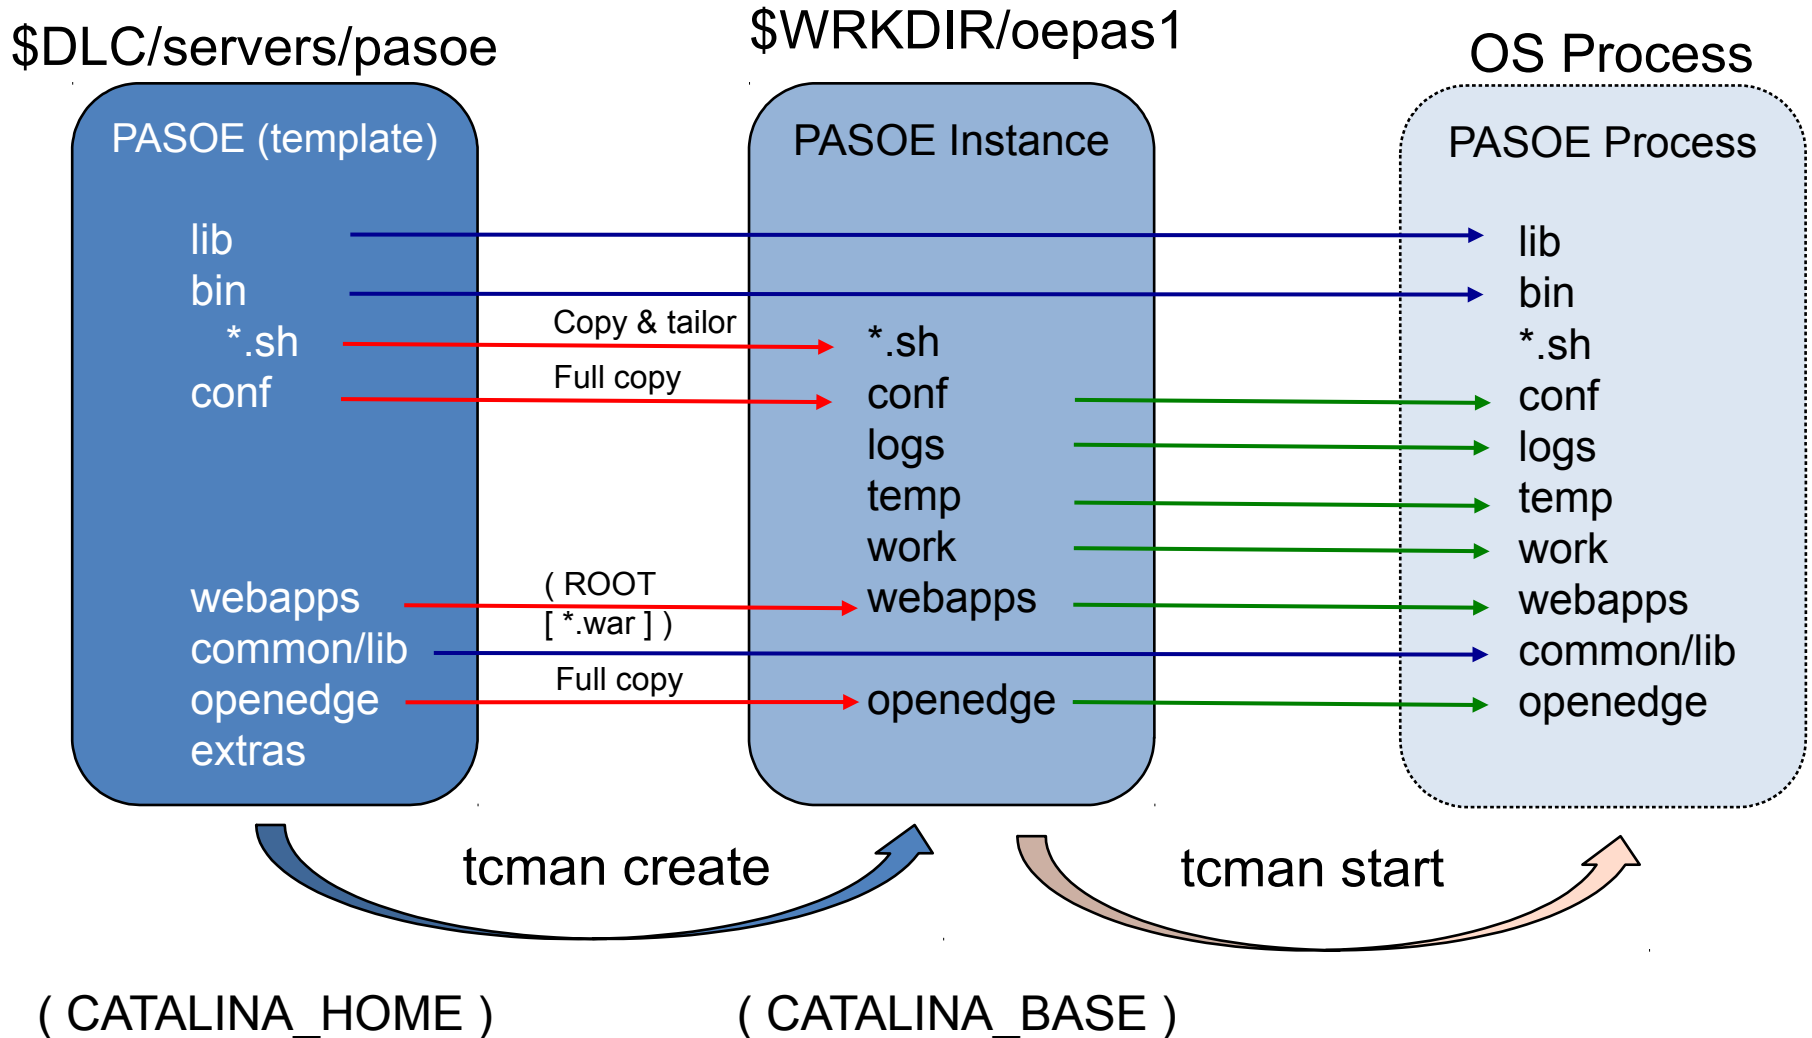 $DLC/servers/pasoe
$WRKDIR/oepas1
OS Process
PASOE (template)
lib
bin
*.sh
conf
webapps
common/lib
openedge
extras
Copy & tailor
Full copy
( ROOT
[ *.war ] )
Full copy
PASOE Instance
*.sh
conf
logs
temp
work
webapps
openedge
PASOE Process
lib
bin
*.sh
conf
logs
temp
work
webapps
common/lib
openedge
tcman create
tcman start
( CATALINA_HOME )
( CATALINA_BASE )